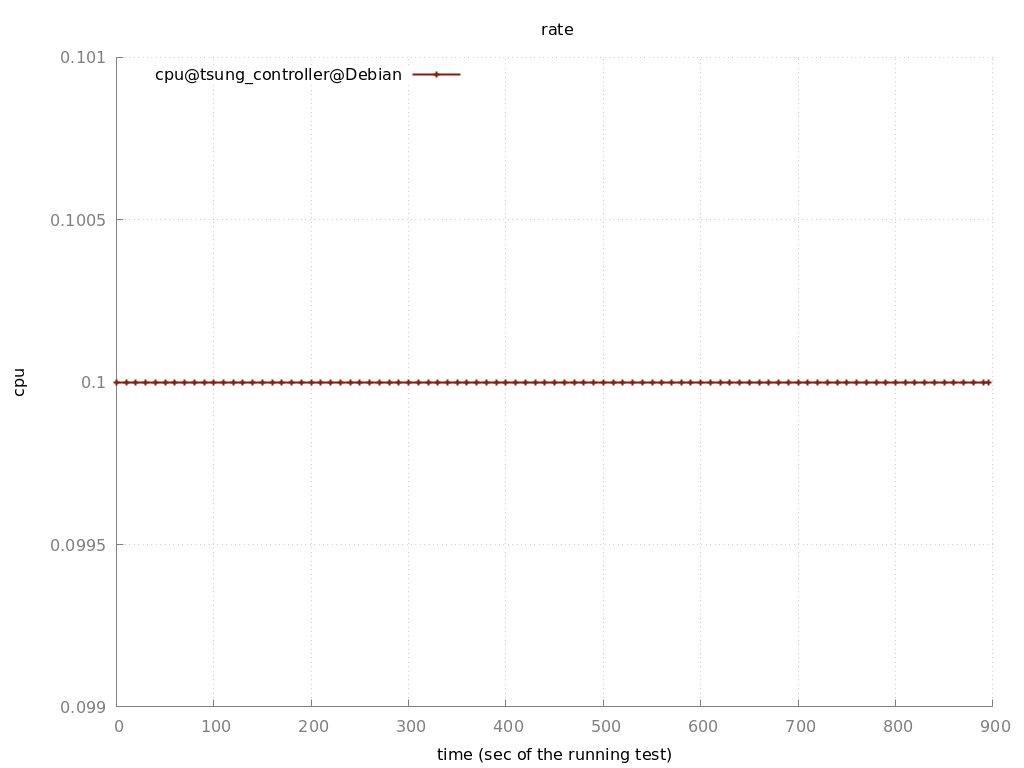 rate
cpu@tsung_controller@Debian
0.101
0.1005
0.1
0.0995
0.099
cpu
0 100 200 300 400 500 600 700 800 900
time (sec of the running test)